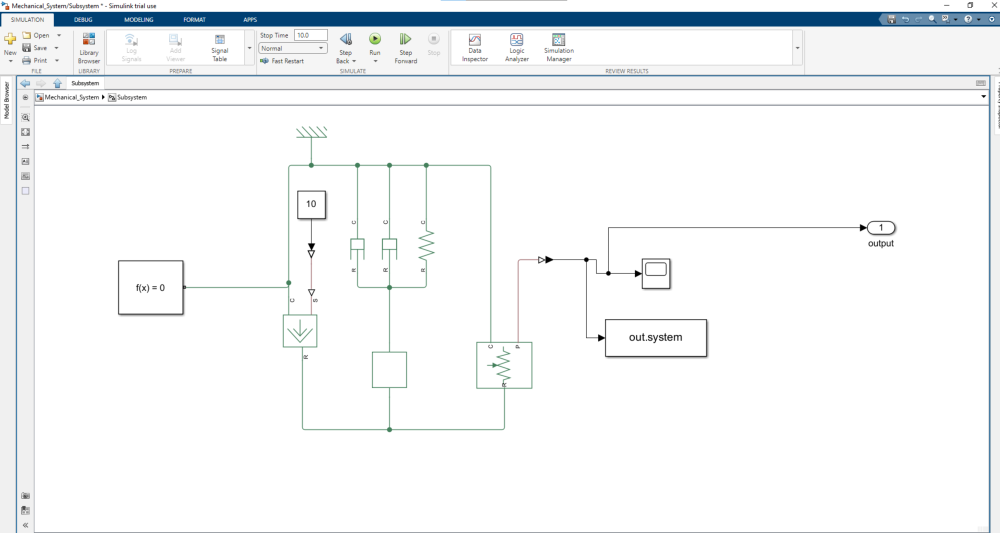 Mechanical_System/Subsystem * - Simulink trial use
SIMULATION DEBUG MODELING FORMAT APPS
New
Open
Save
Print
FILE
Library
Browser
LIBRARY
Log
Signals
Add
Viewer
Signal
Table
PREPARE
Stop Time 10.0
Normal
Fast Restart
Step
Back
Run
Step
Forward
Stop
SIMULATE
Data
Inspector
Logic
Analyzer
Simulation
Manager
REVIEW RESULTS
Model Browser
Subsystem
Mechanical_System Subsystem
10
C
C
C
R
R
R
f(x) = 0
C
S
R
C
P
R
1
output
out.system